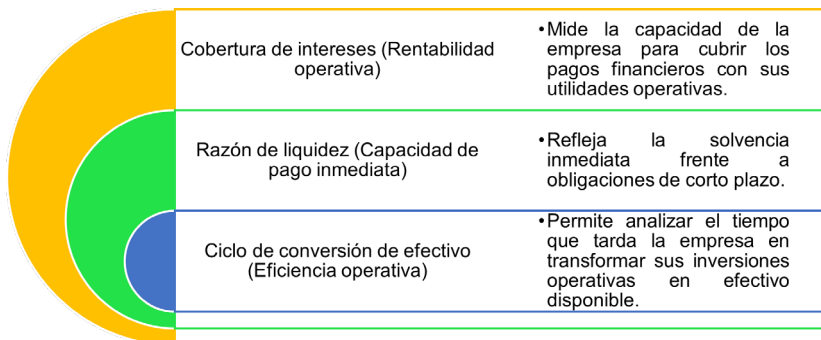 Cobertura de intereses (Rentabilidad
operativa)
•Mide la capacidad de la
empresa para cubrir los
pagos financieros con sus
utilidades operativas.
Razón de liquidez (Capacidad de
pago inmediata)
•Refleja la solvencia
inmediata frente a
obligaciones de corto plazo.
Ciclo de conversión de efectivo
(Eficiencia operativa)
•Permite analizar el tiempo
que tarda la empresa en
transformar sus inversiones
operativas en efectivo
disponible.